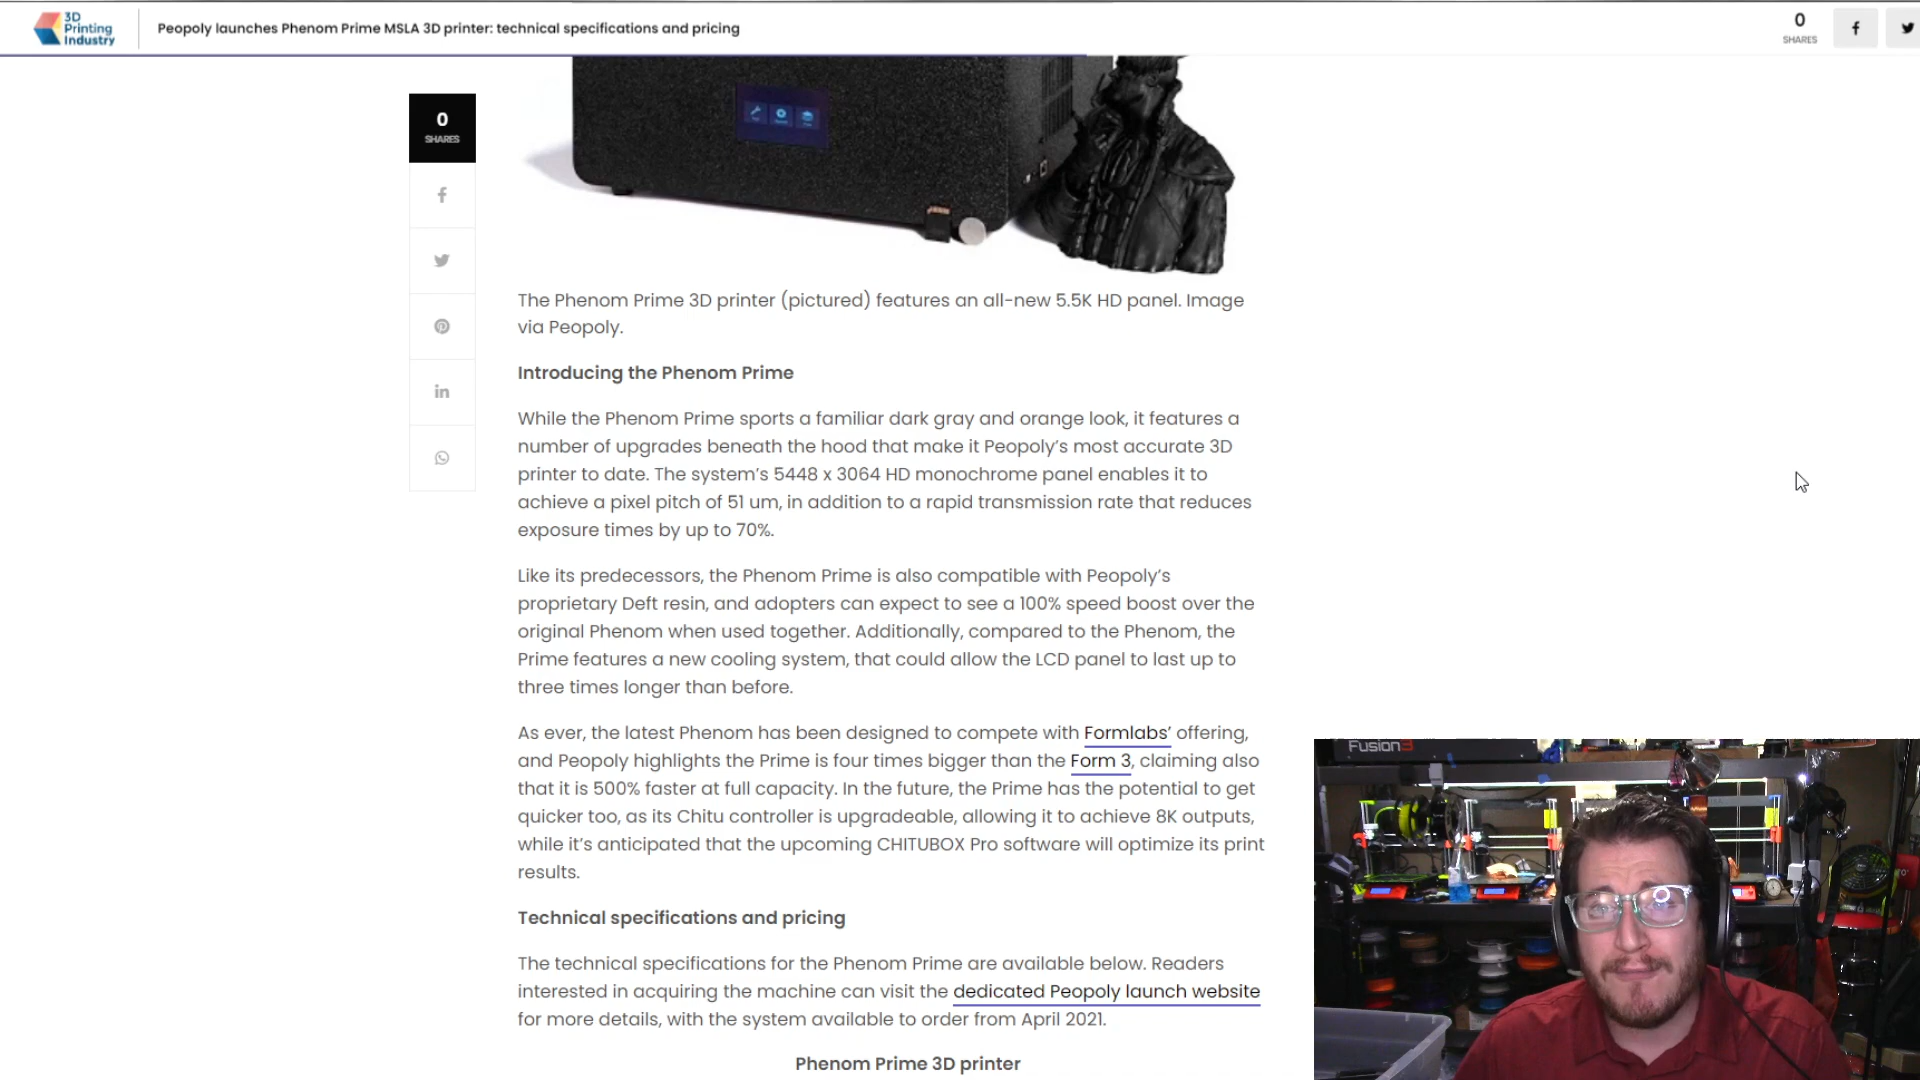 3D
Printing
Industry
Peopoly launches Phenom Prime MSLA 3D printer: technical specifications and pricing
0
SHARES
0
SHARES
The Phenom Prime 3D printer (pictured) features an all-new 5.5K HD panel. Image
via Peopoly.
Introducing the Phenom Prime
While the Phenom Prime sports a familiar dark gray and orange look, it features a
number of upgrades beneath the hood that make it Peopoly's most accurate 3D
printer to date. The system's 5448 x 3064 HD monochrome panel enables it to
achieve a pixel pitch of 51 um, in addition to a rapid transmission rate that reduces
exposure times by up to 70%.
Like its predecessors, the Phenom Prime is also compatible with Peopoly's
proprietary Deft resin, and adopters can expect to see a 100% speed boost over the
original Phenom when used together. Additionally, compared to the Phenom, the
Prime features a new cooling system, that could allow the LCD panel to last up to
three times longer than before.
As ever, the latest Phenom has been designed to compete with Formlabs' offering,
and Peopoly highlights the Prime is four times bigger than the Form 3, claiming also
that it is 500% faster at full capacity. In the future, the Prime has the potential to get
quicker too, as its Chitu controller is upgradeable, allowing it to achieve 8K outputs,
while it's anticipated that the upcoming CHITUBOX Pro software will optimize its print
results.
Technical specifications and pricing
The technical specifications for the Phenom Prime are available below. Readers
interested in acquiring the machine can visit the dedicated Peopoly launch website
for more details, with the system available to order from April 2021.
Phenom Prime 3D printer
Fusion3